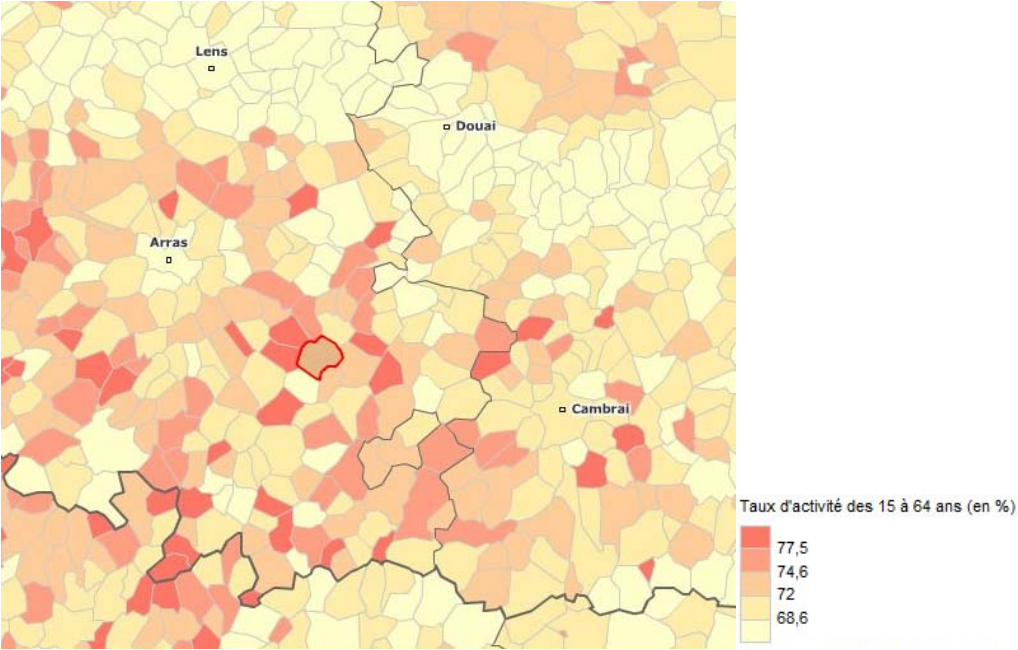 Lens
Douai
Arras
Cambrai
Taux d'activité des 15 à 64 ans (en %)
77,5
74,6
72
68,6